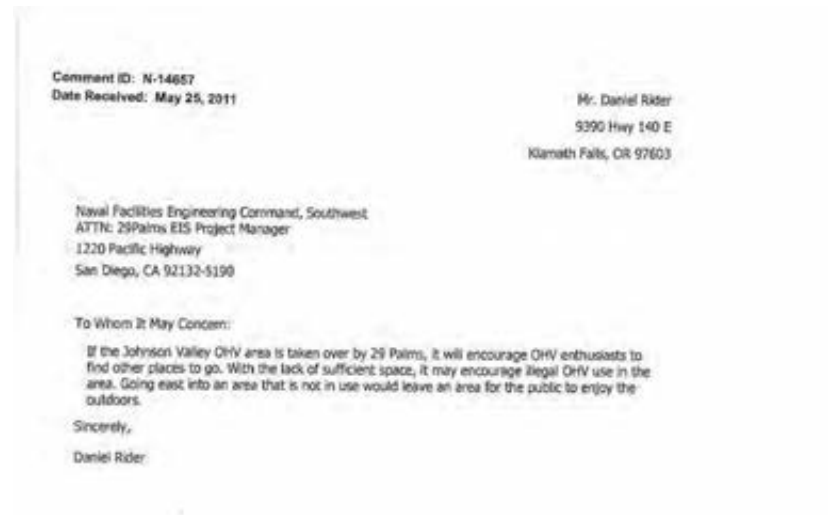 Comment ID: N-14657
Date Received: May 25, 2011
Mr. Daniel Rider
9390 Hwy 140 E
Klamath Falls, OR 97603
Naval Facilities Engineering Command, Southwest
ATTN: 29Palms EIS Project Manager
1220 Pacific Highway
San Diego, CA 92132-5190
To Whom It May Concern:
If the Johnson Valley OHV area is taken over by 29 Palms, it will encourage OHV enthusiasts to
find other places to go. With the lack of sufficient space, it may encourage illegal OHV use in the
area. Going east into an area that is not in use would leave an area for the public to enjoy the
outdoors.
Sincerely,
Daniel Rider